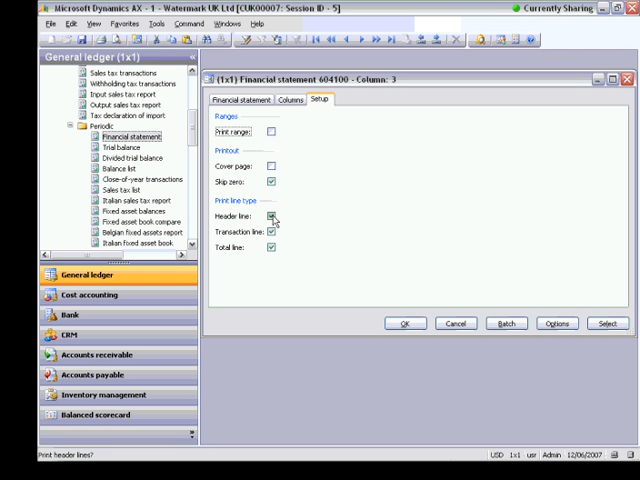 Microsoft Dynamics AX - 1 - Watermark UK Ltd [CUK00007: Session ID - 5]
Currently Sharing
File Edit View Favorites Tools Command Windows Help
General ledger (1x1)
Sales tax transactions
Withholding tax transactions
Input sales tax report
Output sales tax report
Tax declaration of import
Periodic
Financial statement
Trial balance
Divided trial balance
Balance list
Close-of-year transactions
Sales tax list
Italian sales tax report
Fixed asset balances
Fixed asset book compare
Belgian fixed assets report
Italian fixed asset book
General ledger
Cost accounting
Bank
CRM
Accounts receivable
Accounts payable
Inventory management
Balanced scorecard
(1x1) Financial statement 604100 - Column: 3
Financial statement Columns Setup
Ranges
Print range:
Printout
Cover page:
Skip zero:
Print line type
Header line:
Transaction line:
Total line:
OK Cancel Batch Options Select
Print header lines?
USD 1x1 usr Admin 12/06/2007